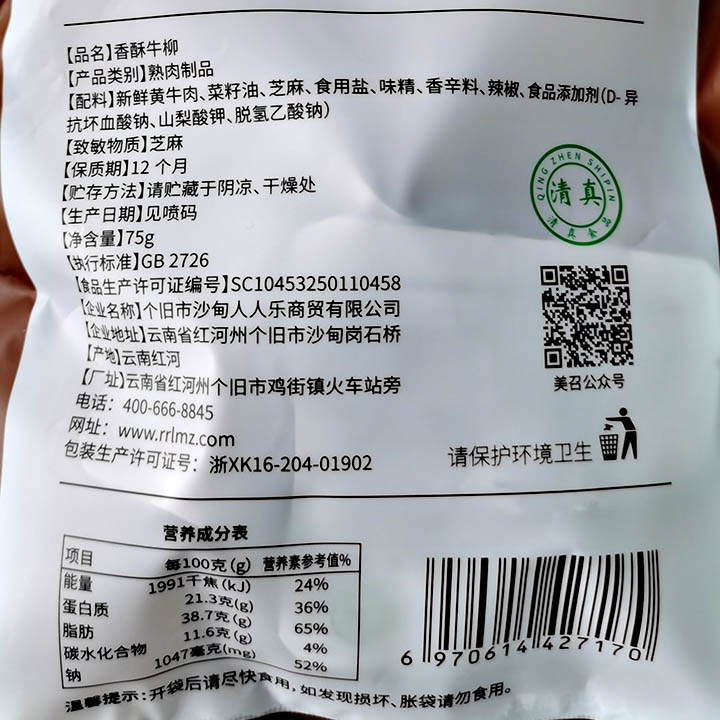 【品名】香酥牛柳
【产品类别】熟肉制品
【配料】新鲜黄牛肉、菜籽油、芝麻、食用盐、味精、香辛料、辣椒、食品添加剂(D-异
抗坏血酸钠、山梨酸钾、脱氢乙酸钠)
【致敏物质】芝麻
【保质期】12个月
【贮存方法】请贮藏于阴凉、干燥处
【生产日期】见喷码
【净含量】75g
【执行标准】GB 2726
【食品生产许可证编号】SC10453250110458
【企业名称】个旧市沙甸人人乐商贸有限公司
【企业地址】云南省红河州个旧市沙甸岗石桥
【产地】云南红河
【厂址】云南省红河州个旧市鸡街镇火车站旁
电话：400-666-8845
网址：www.rrlmz.com
包装生产许可证号：浙XK16-204-01902
QING ZHEN SHIPIN
清真
清真食品
美召公众号
请保护环境卫生
营养成分表
项目 每100克(g) 营养素参考值%
能量 1991千焦(kJ) 24%
蛋白质 21.3克(g) 36%
脂肪 38.7克(g) 65%
碳水化合物 11.6克(g) 4%
钠 1047毫克(mg) 52%
温馨提示：开袋后请尽快食用，如发现损坏、胀袋请勿食用。
6 970614 427170